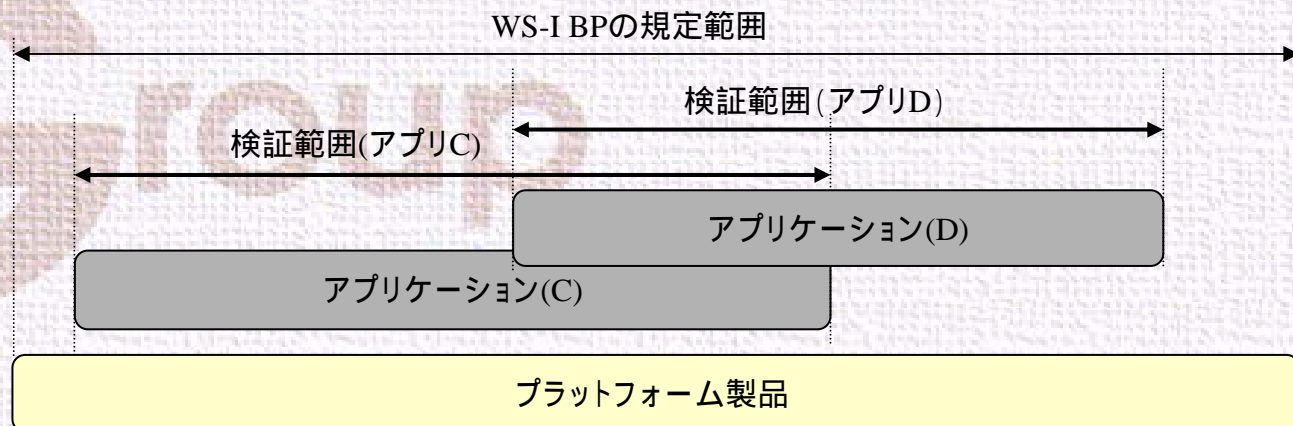 WS-I BPの規定範囲
検証範囲(アプリD)
検証範囲(アプリC)
アプリケーション(D)
アプリケーション(C)
プラットフォーム製品
roup